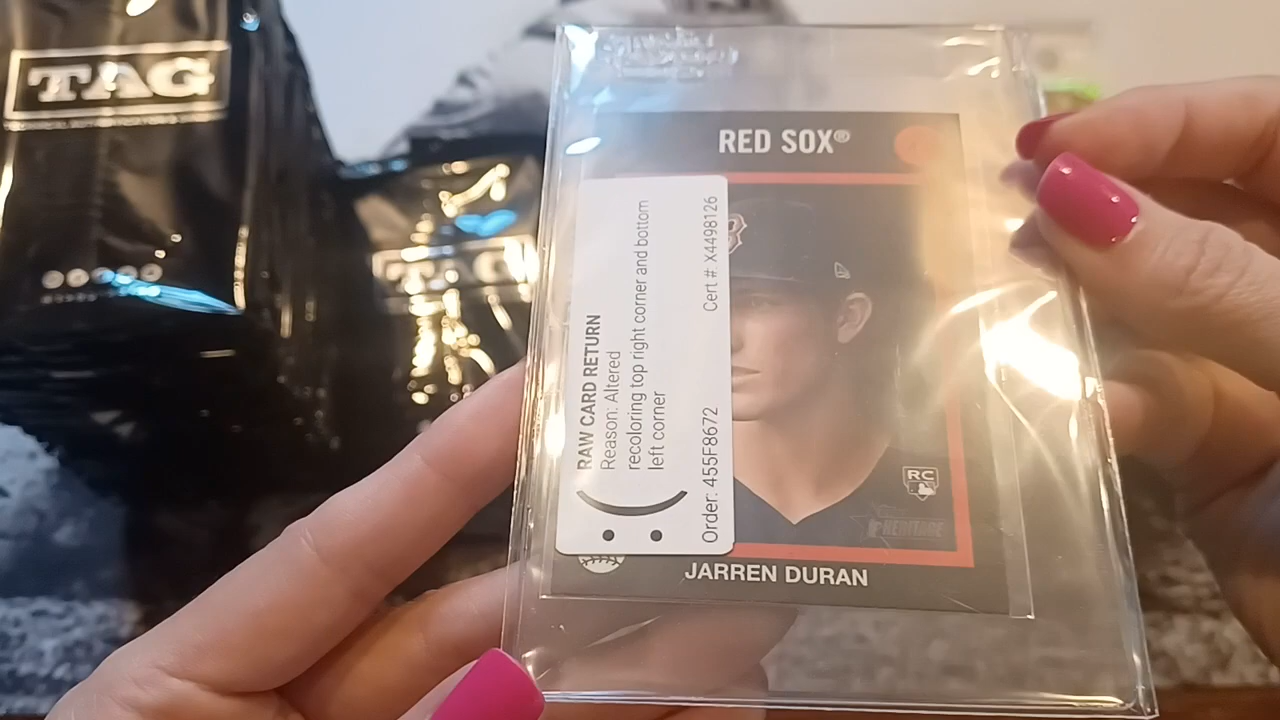 TAG
TAG
RED SOX®
RAW CARD RETURN
Reason: Altered
recoloring top right corner and bottom
left corner
Order: 455F8672 Cert #: X4498126
B
RC
HERITAGE
JARREN DURAN